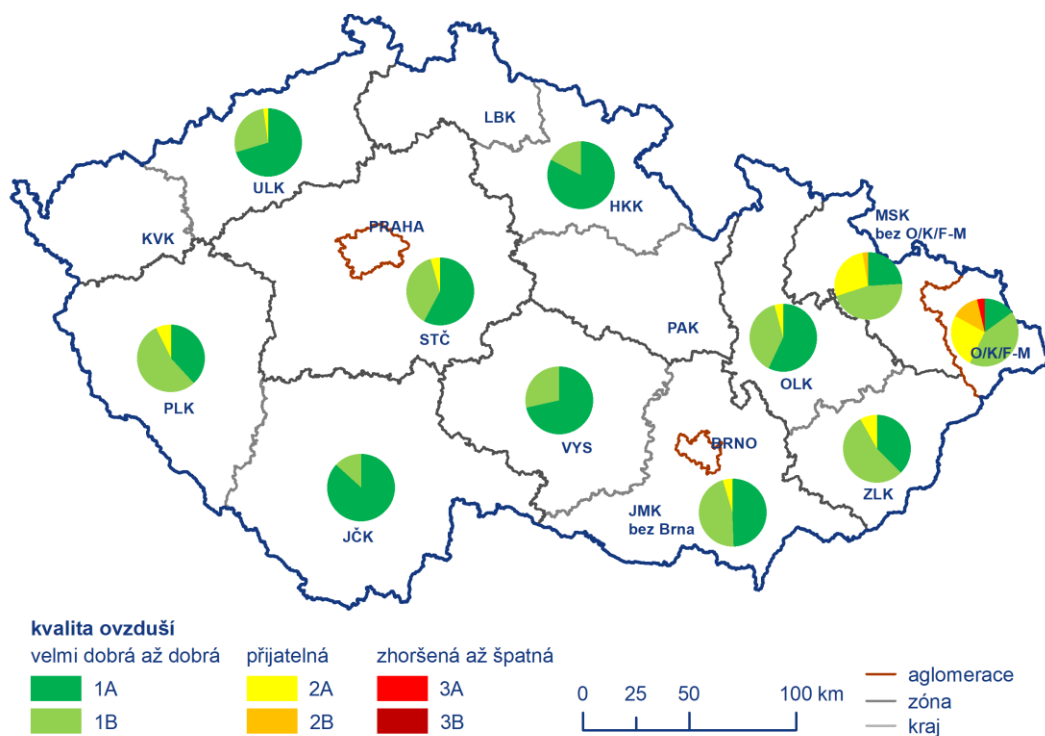 LBK
ULK
HKK
MSK
bez O/K/F-M
PRAHA
KVK
PAK
STČ
O/K/F-M
OLK
PLK
VYS
BRNO
ZLK
JMK
bez Brna
JČK
kvalita ovzduší
velmi dobrá až dobrá
přijatelná
zhoršená až špatná
1A
2A
3A
1B
2B
3B
0 25 50 100 km
aglomerace
zóna
kraj